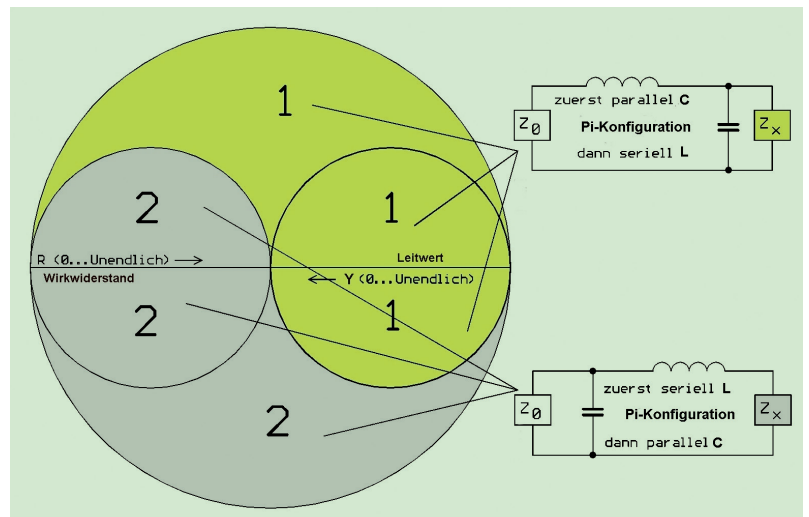 1
2
1
R (0...Unendlich)
Leitwert
Wirkwiderstand
Y (0...Unendlich)
2
1
2
zuerst parallel C
Z0
Pi-Konfiguration
Zx
dann seriell L
zuerst seriell L
Z0
Pi-Konfiguration
Zx
dann parallel C